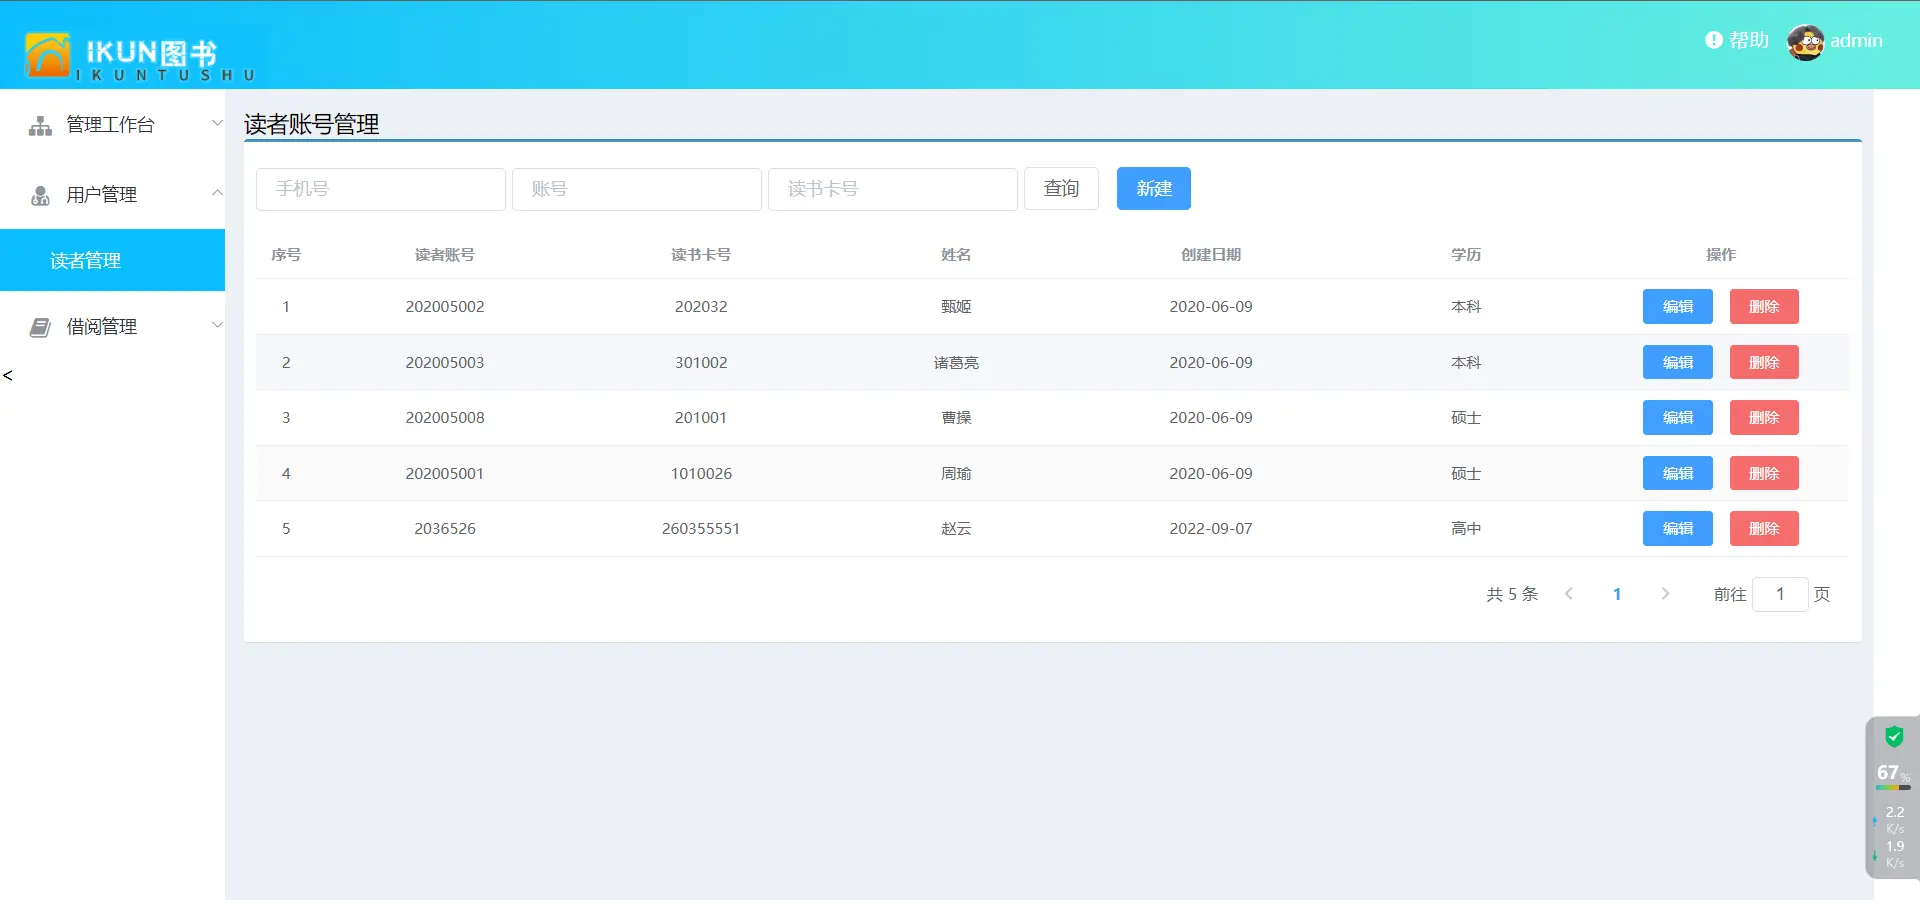 IKUN图书
IKUNTUSHU
帮助 admin
管理工作台
用户管理
读者管理
借阅管理
<
读者账号管理
手机号 账号 读书卡号 查询 新建
序号 读者账号 读书卡号 姓名 创建日期 学历 操作
1 202005002 202032 甄姬 2020-06-09 本科 编辑 删除
2 202005003 301002 诸葛亮 2020-06-09 本科 编辑 删除
3 202005008 201001 曹操 2020-06-09 硕士 编辑 删除
4 202005001 1010026 周瑜 2020-06-09 硕士 编辑 删除
5 2036526 260355551 赵云 2022-09-07 高中 编辑 删除
共 5 条 1 前往 1 页
67%
2.2
K/s
1.9
K/s